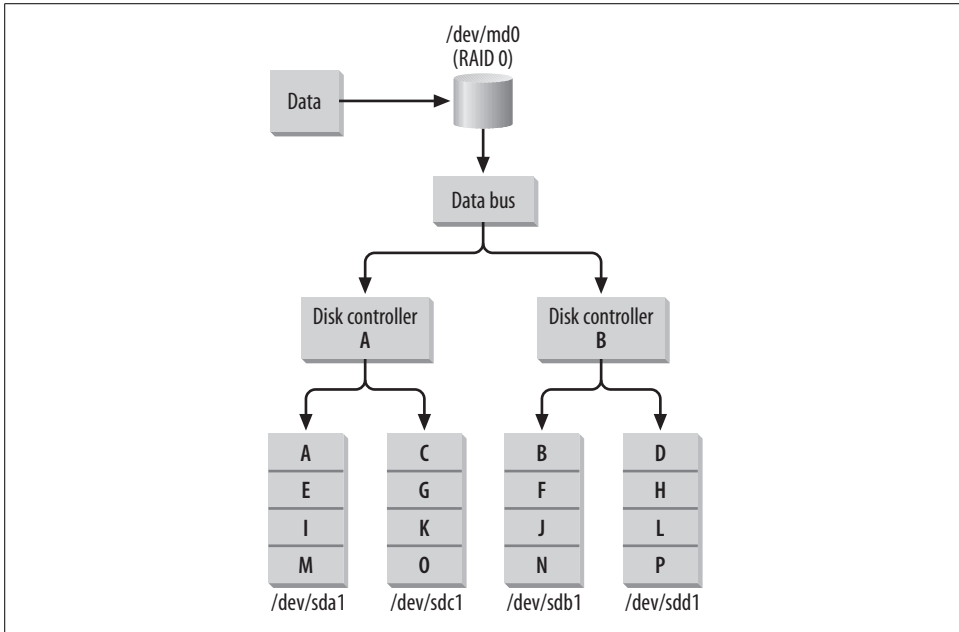 /dev/md0
(RAID 0)
Data
Data bus
Disk controller
A
Disk controller
B
A
C
B
D
E
G
F
H
I
K
J
L
M
O
N
P
/dev/sda1
/dev/sdc1
/dev/sdb1
/dev/sdd1